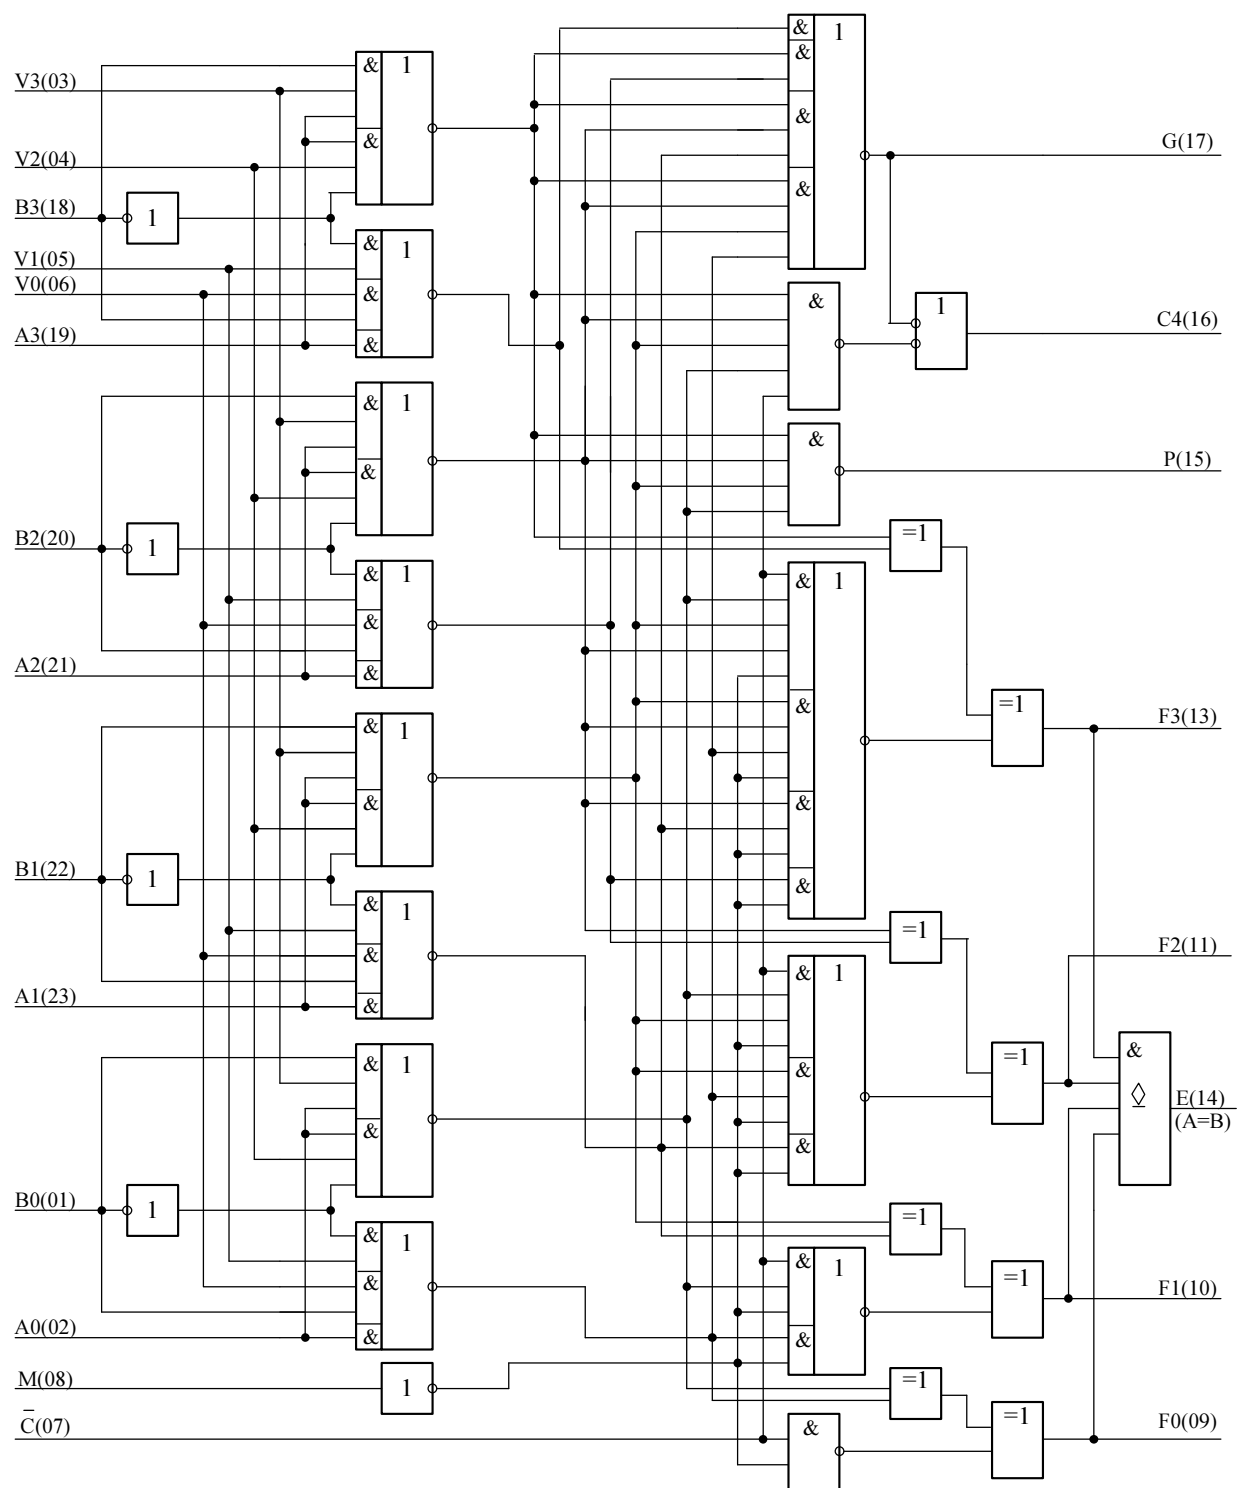 & 1
&
& 1
V3(03)
&
G(17)
&
V2(04)
&
B3(18)
1
& 1
V1(05)
V0(06)
&
& 1
C4(16)
A3(19)
&
& 1
&
P(15)
&
=1
B2(20)
1
& 1
& 1
&
A2(21)
&
=1
&
F3(13)
& 1
&
&
B1(22)
1
&
& 1
=1
F2(11)
&
& 1
A1(23)
&
& 1
=1
&
&
E(14)
(A=B)
&
&
B0(01)
1
=1
& 1
& 1
=1
&
F1(10)
A0(02)
&
&
M(08)
1
=1
C̅(07)
&
=1
F0(09)